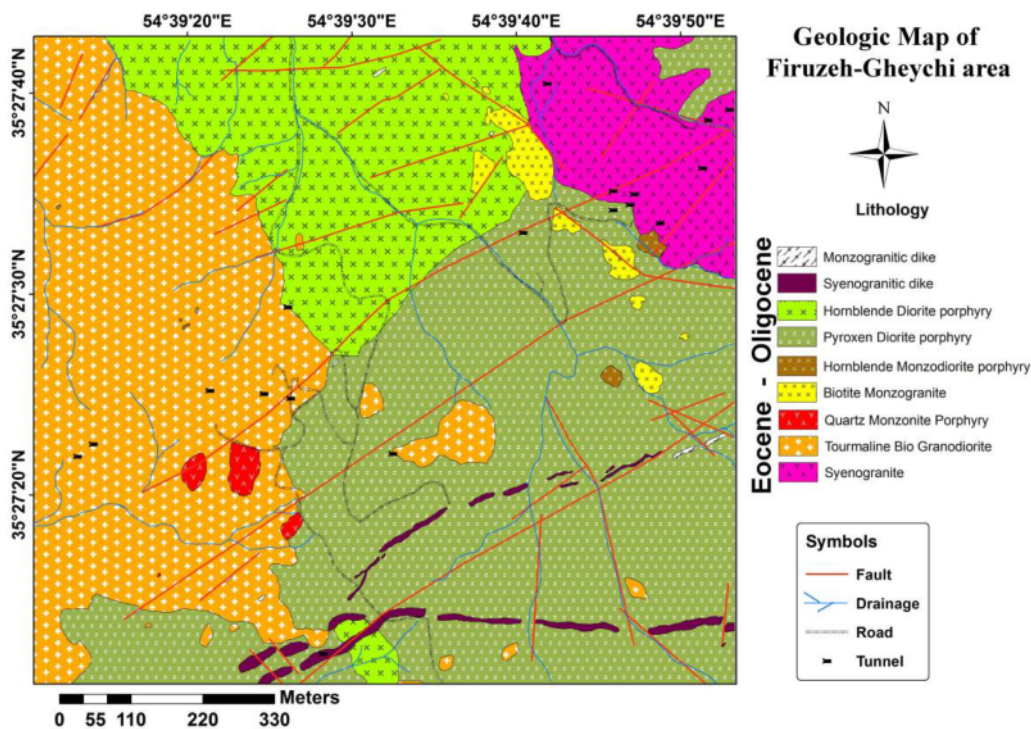 54°39'20"E
54°39'30"E
54°39'40"E
54°39'50"E
35°27'40"N
35°27'30"N
35°27'20"N
Geologic Map of
Firuzeh-Gheychi area
N
Lithology
Eocene - Oligocene
Monzogranitic dike
Syenogranitic dike
Hornblende Diorite porphyry
Pyroxen Diorite porphyry
Hornblende Monzodiorite porphyry
Biotite Monzogranite
Quartz Monzonite Porphyry
Tourmaline Bio Granodiorite
Syenogranite
Symbols
Fault
Drainage
Road
Tunnel
Meters
0 55 110 220 330